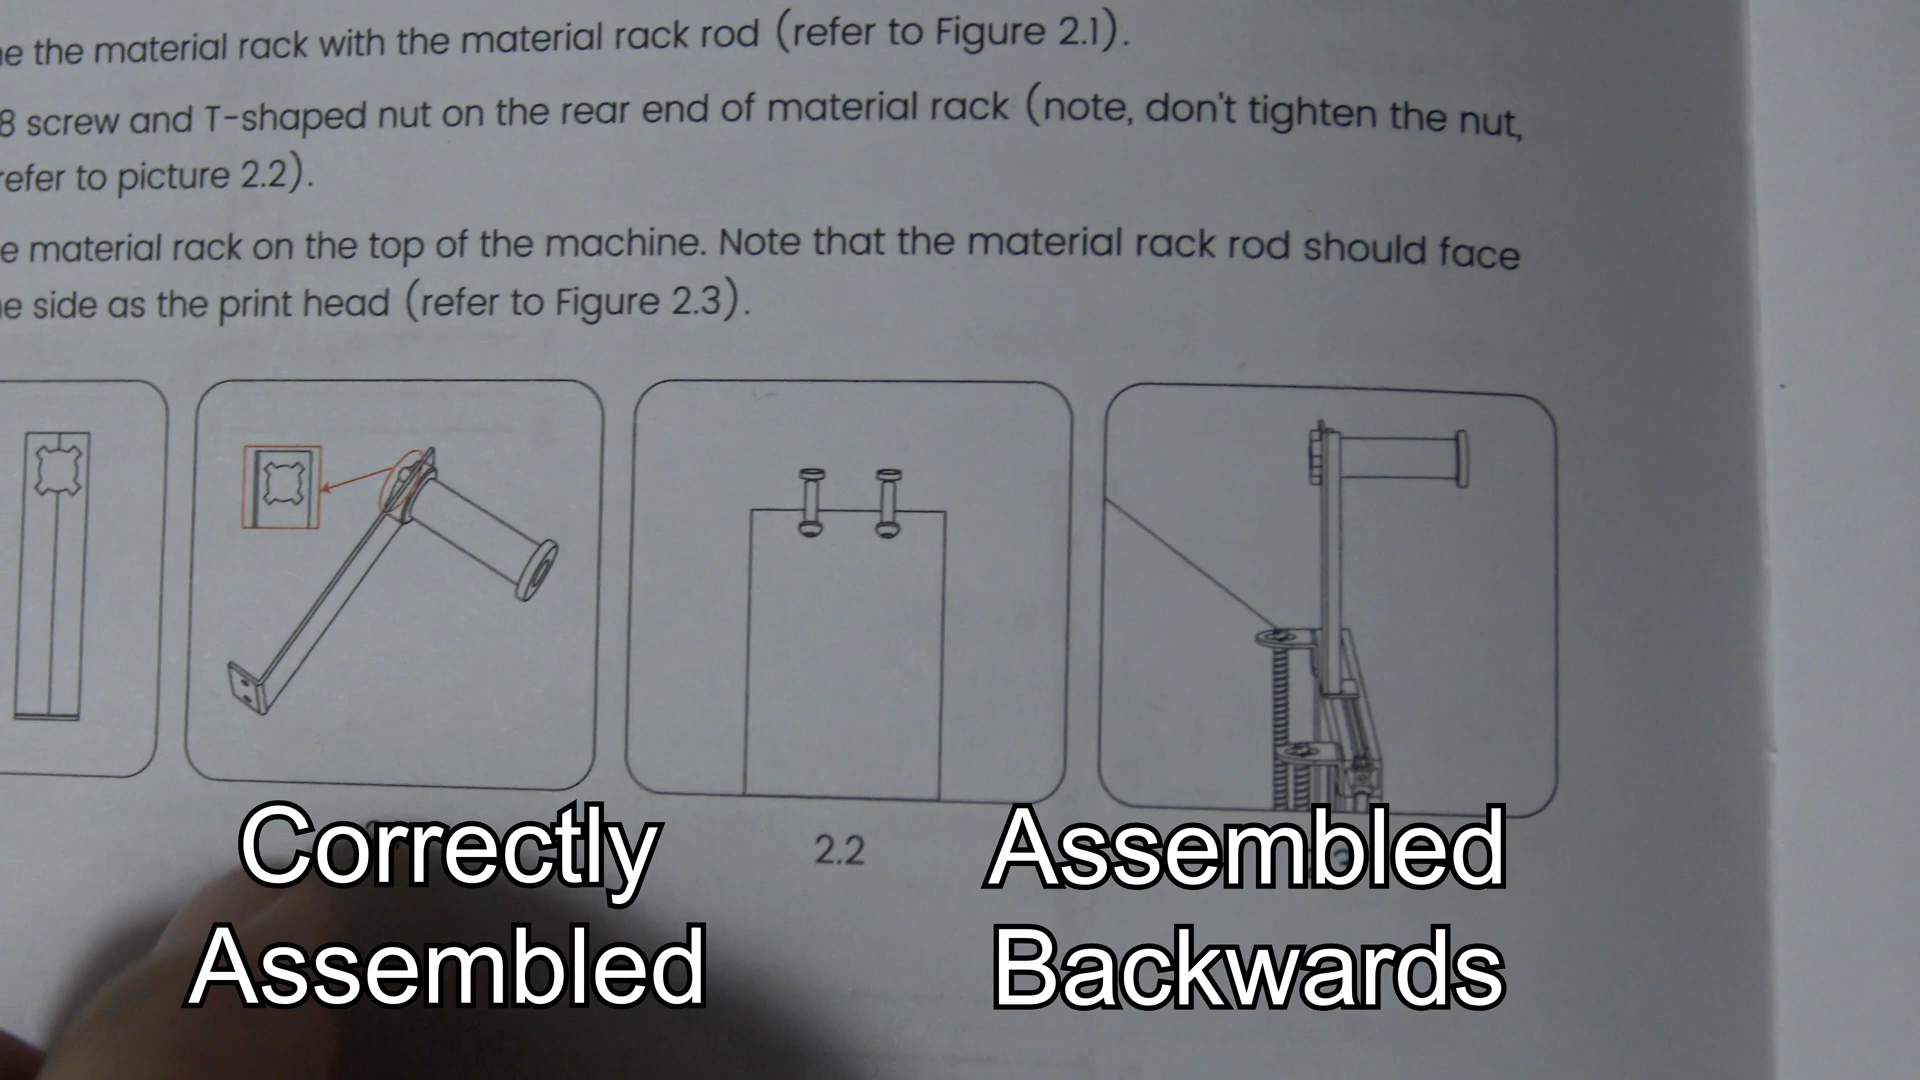 the material rack with the material rack rod (refer to Figure 2.1).
8 screw and T-shaped nut on the rear end of material rack (note, don't tighten the nut,
refer to picture 2.2).
material rack on the top of the machine. Note that the material rack rod should face
side as the print head (refer to Figure 2.3).
2.2
Correctly
Assembled
Assembled
Backwards